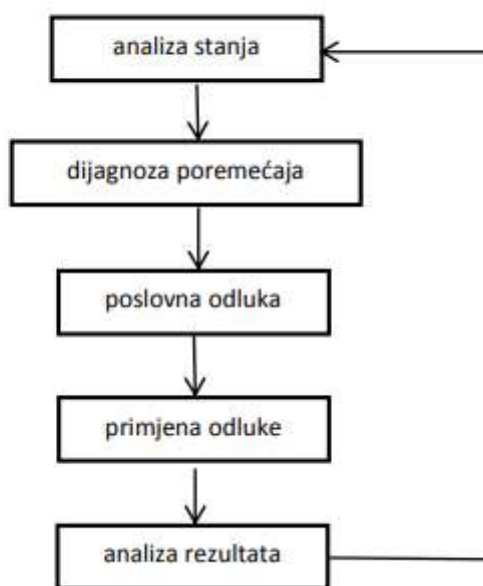 analiza stanja
dijagnoza poremećaja
poslovna odluka
primjena odluke
analiza rezultata